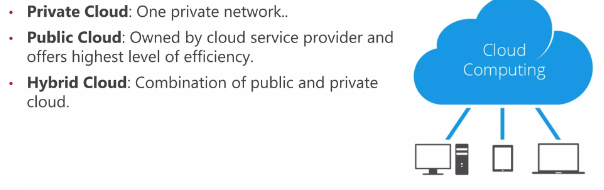 • Private Cloud: One private network..
• Public Cloud: Owned by cloud service provider and
offers highest level of efficiency.
• Hybrid Cloud: Combination of public and private
cloud.
Cloud
Computing